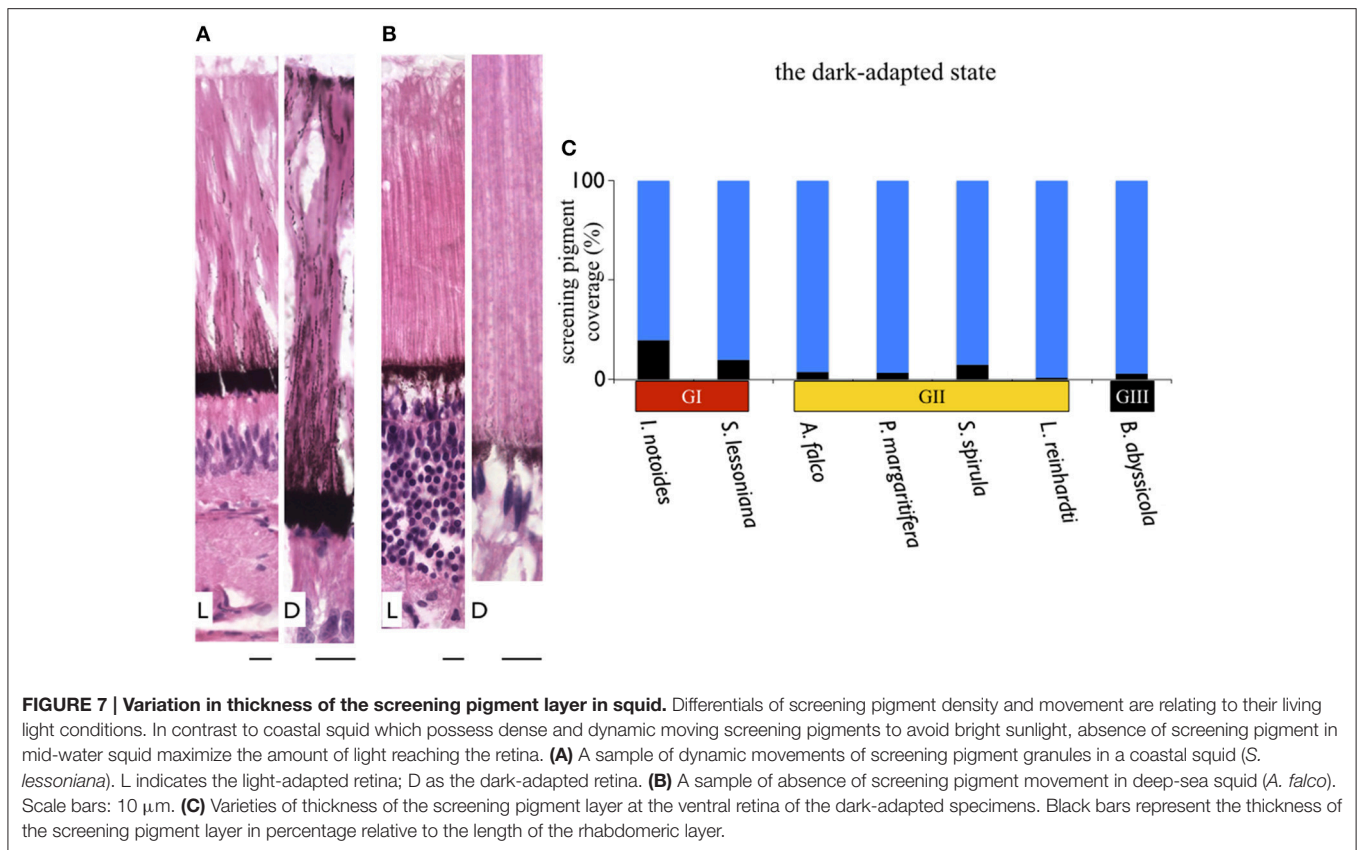 A
B
the dark-adapted state
C
100
screening pigment
coverage (%)
0
GI
GII
GIII
I. notoides
S. lessoniana
A. falco
P. margaritifera
S. spirula
L. reinhardti
B. abyssicola
L
D
L
D
FIGURE 7 | Variation in thickness of the screening pigment layer in squid. Differentials of screening pigment density and movement are relating to their living
light conditions. In contrast to coastal squid which possess dense and dynamic moving screening pigments to avoid bright sunlight, absence of screening pigment in
mid-water squid maximize the amount of light reaching the retina. (A) A sample of dynamic movements of screening pigment granules in a coastal squid (S.
lessoniana). L indicates the light-adapted retina; D as the dark-adapted retina. (B) A sample of absence of screening pigment movement in deep-sea squid (A. falco).
Scale bars: 10 μm. (C) Varieties of thickness of the screening pigment layer at the ventral retina of the dark-adapted specimens. Black bars represent the thickness of
the screening pigment layer in percentage relative to the length of the rhabdomeric layer.